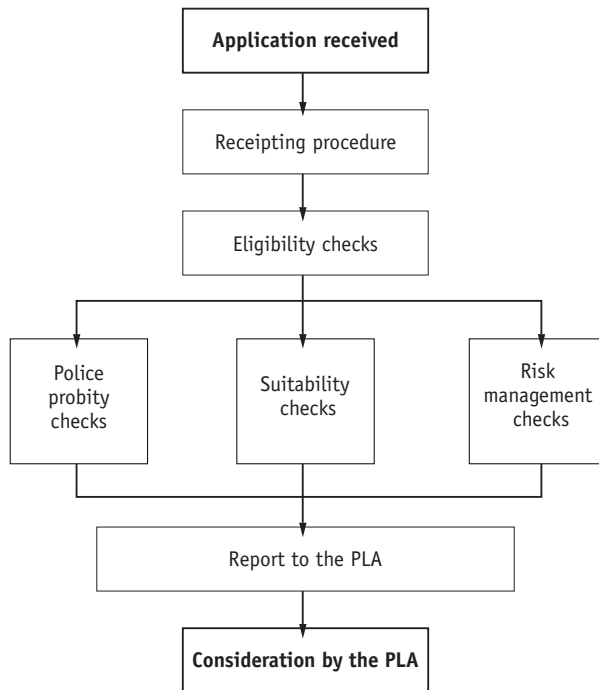 Application received
Receipting procedure
Eligibility checks
Police
probity
checks
Suitability
checks
Risk
management
checks
Report to the PLA
Consideration by the PLA